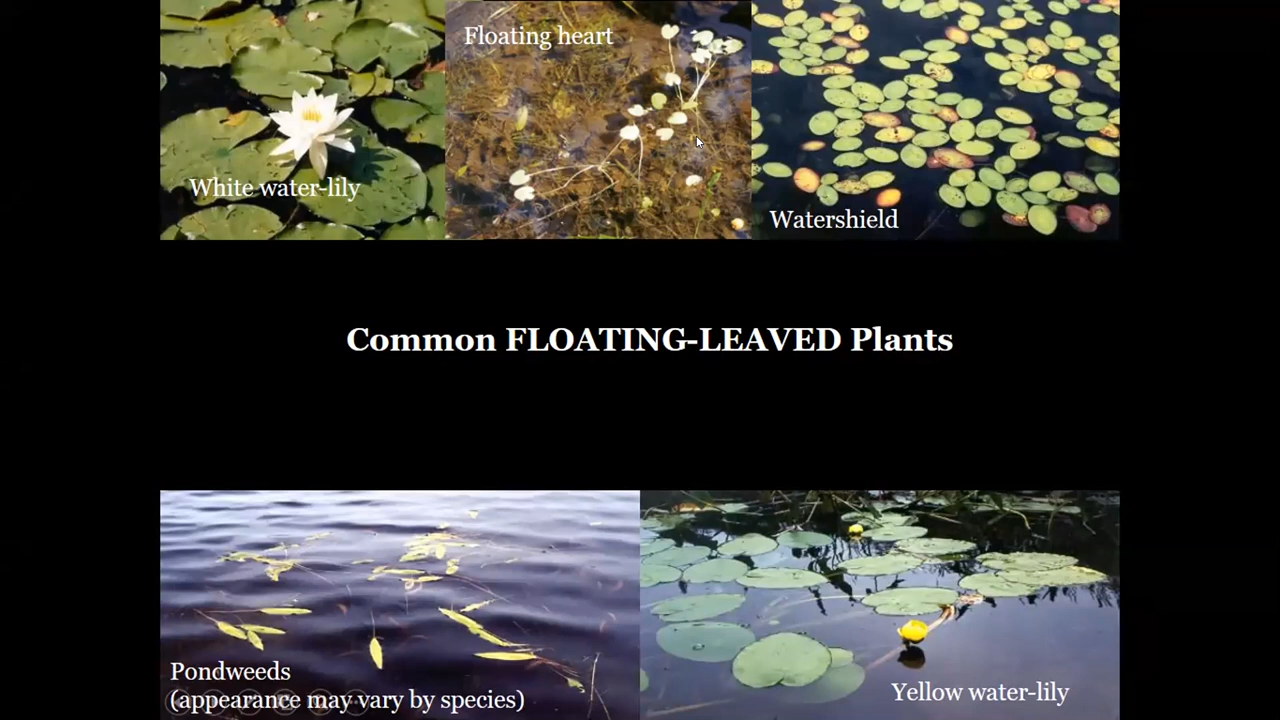 Floating heart
White water-lily
Watershield
Common FLOATING-LEAVED Plants
Pondweeds
(appearance may vary by species)
Yellow water-lily